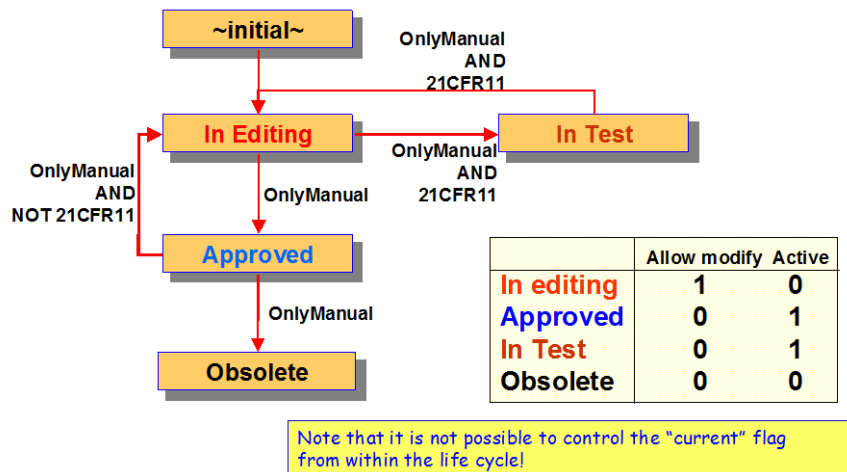 ~initial~
OnlyManual
AND
21CFR11
In Editing
In Test
OnlyManual
AND
NOT 21CFR11
OnlyManual
OnlyManual
AND
21CFR11
Approved
OnlyManual
Obsolete
Allow modify Active
In editing 1 0
Approved 0 1
In Test 0 1
Obsolete 0 0
Note that it is not possible to control the “current” flag
from within the life cycle!